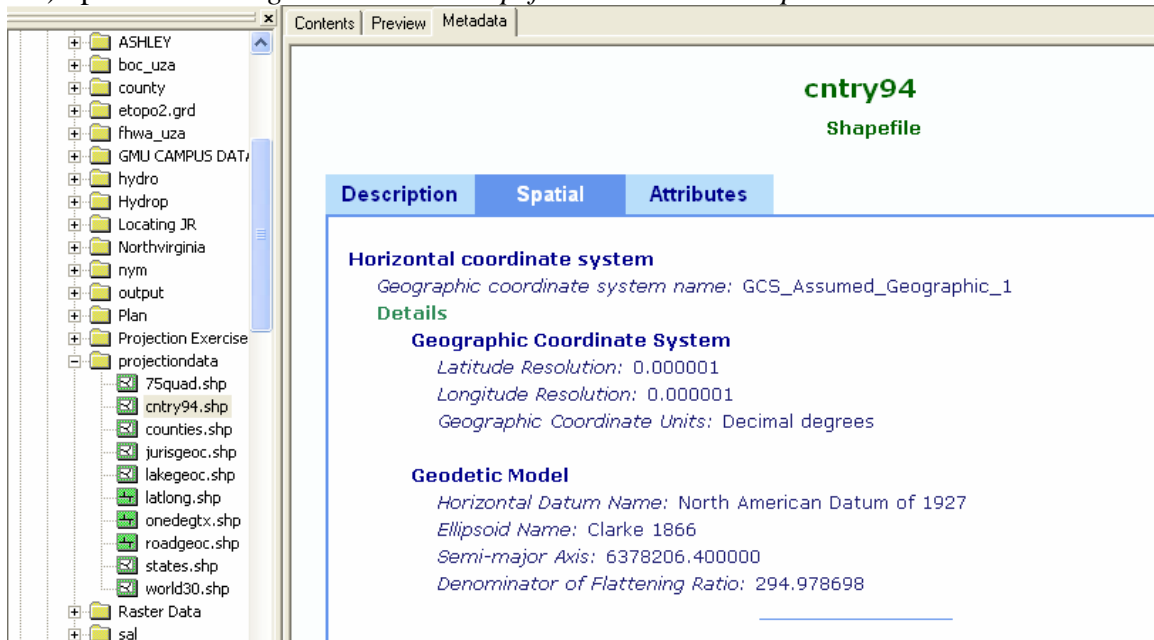 Contents Preview Metadata
ASHLEY
boc_uza
county
etopo2.grd
fhwa_uza
GMU CAMPUS DAT
hydro
Hydrop
Locating JR
Northvirginia
nym
output
Plan
Projection Exercise
projectiondata
75quad.shp
cntry94.shp
counties.shp
jurisgeoc.shp
lakegeoc.shp
latlong.shp
onedegtx.shp
roadgeoc.shp
states.shp
world30.shp
Raster Data
sal
cntry94
Shapefile
Description Spatial Attributes
Horizontal coordinate system
Geographic coordinate system name: GCS_Assumed_Geographic_1
Details
Geographic Coordinate System
Latitude Resolution: 0.000001
Longitude Resolution: 0.000001
Geographic Coordinate Units: Decimal degrees
Geodetic Model
Horizontal Datum Name: North American Datum of 1927
Ellipsoid Name: Clarke 1866
Semi-major Axis: 6378206.400000
Denominator of Flattening Ratio: 294.978698